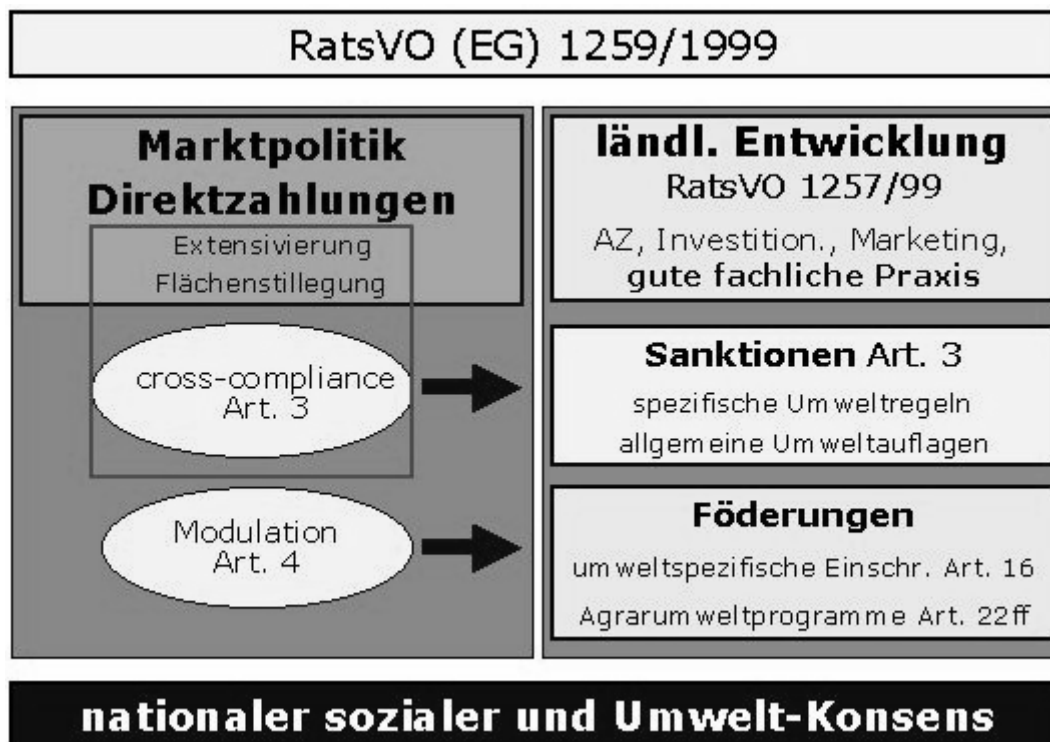 RatsVO (EG) 1259/1999
Marktpolitik
Direktzahlungen
Extensivierung
Flächenstillegung
cross-compliance
Art. 3
Modulation
Art. 4
ländl. Entwicklung
RatsVO 1257/99
AZ, Investition., Marketing,
gute fachliche Praxis
Sanktionen Art. 3
spezifische Umweltregeln
allgemeine Umweltauflagen
Föderungen
umweltspezifische Einschr. Art. 16
Agrarumweltprogramme Art. 22ff
nationaler sozialer und Umwelt-Konsens